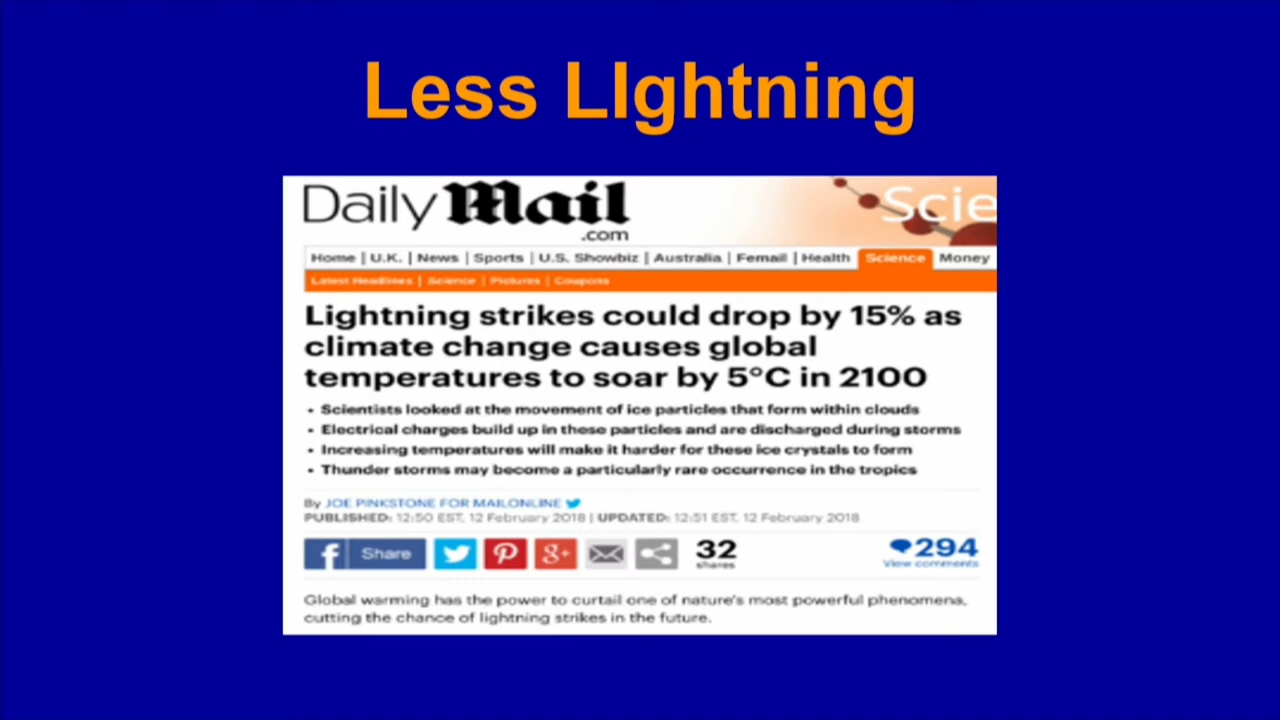 Less LIghtning
Daily Mail
.com
Scie
Home | U.K. | News | Sports | U.S. Showbiz | Australia | Femail | Health Science Money
Latest Headlines | Science | Pictures | Coupons
Lightning strikes could drop by 15% as
climate change causes global
temperatures to soar by 5°C in 2100
• Scientists looked at the movement of ice particles that form within clouds
• Electrical charges build up in these particles and are discharged during storms
• Increasing temperatures will make it harder for these ice crystals to form
• Thunder storms may become a particularly rare occurrence in the tropics
By JOE PINKSTONE FOR MAILONLINE
PUBLISHED: 12:50 EST, 12 February 2018 | UPDATED: 12:51 EST, 12 February 2018
f Share 8+ 32 shares 294 View comments
Global warming has the power to curtail one of nature's most powerful phenomena,
cutting the chance of lightning strikes in the future.